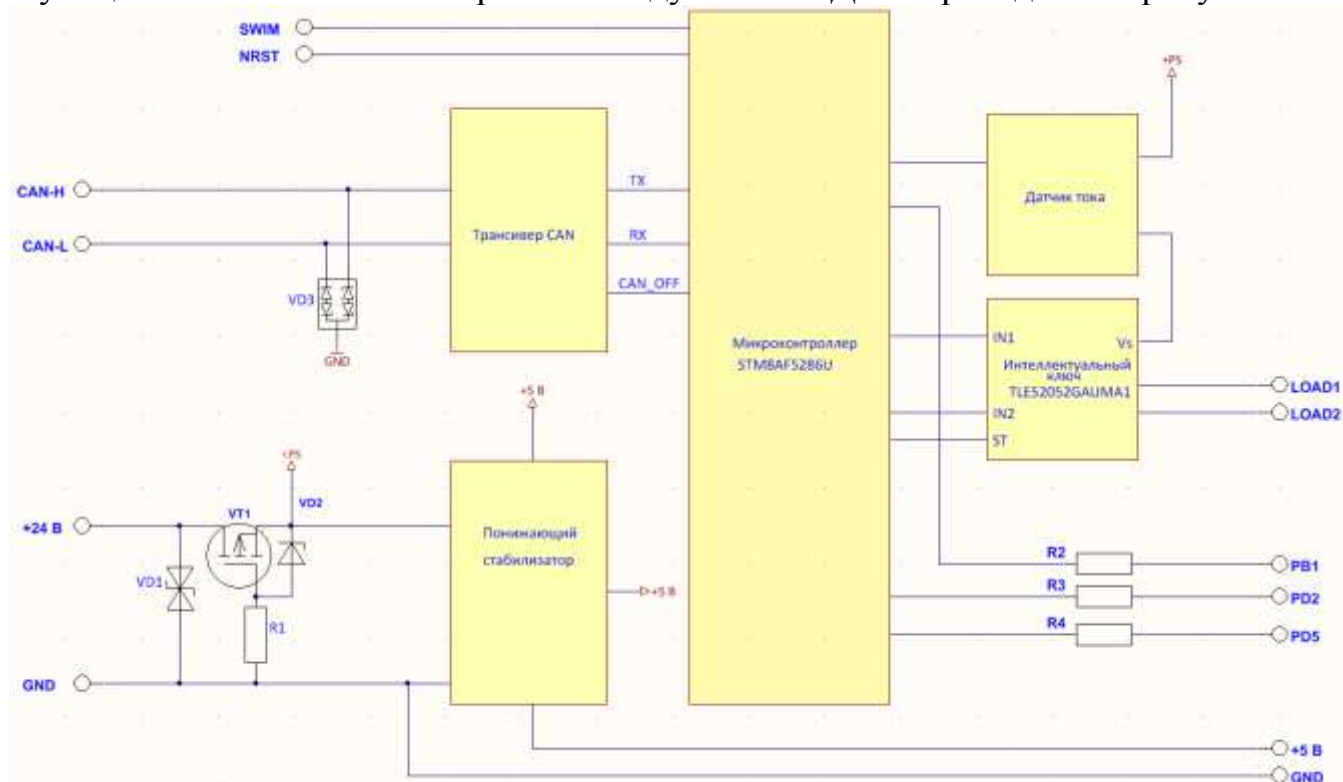 SWIM
NRST
+P5
CAN-H
CAN-L
Трансивер CAN
TX
RX
CAN_OFF
VD3
GND
Микроконтроллер
STM8AF5286U
Датчик тока
IN1
Vs
Интеллектуальный
ключ
TLE52052GAUMA1
IN2
ST
LOAD1
LOAD2
+5 В
+P5
VD2
+24 В
VT1
VD1
R1
GND
Понижающий
стабилизатор
+5 В
R2
PB1
R3
PD2
R4
PD5
+5 В
GND